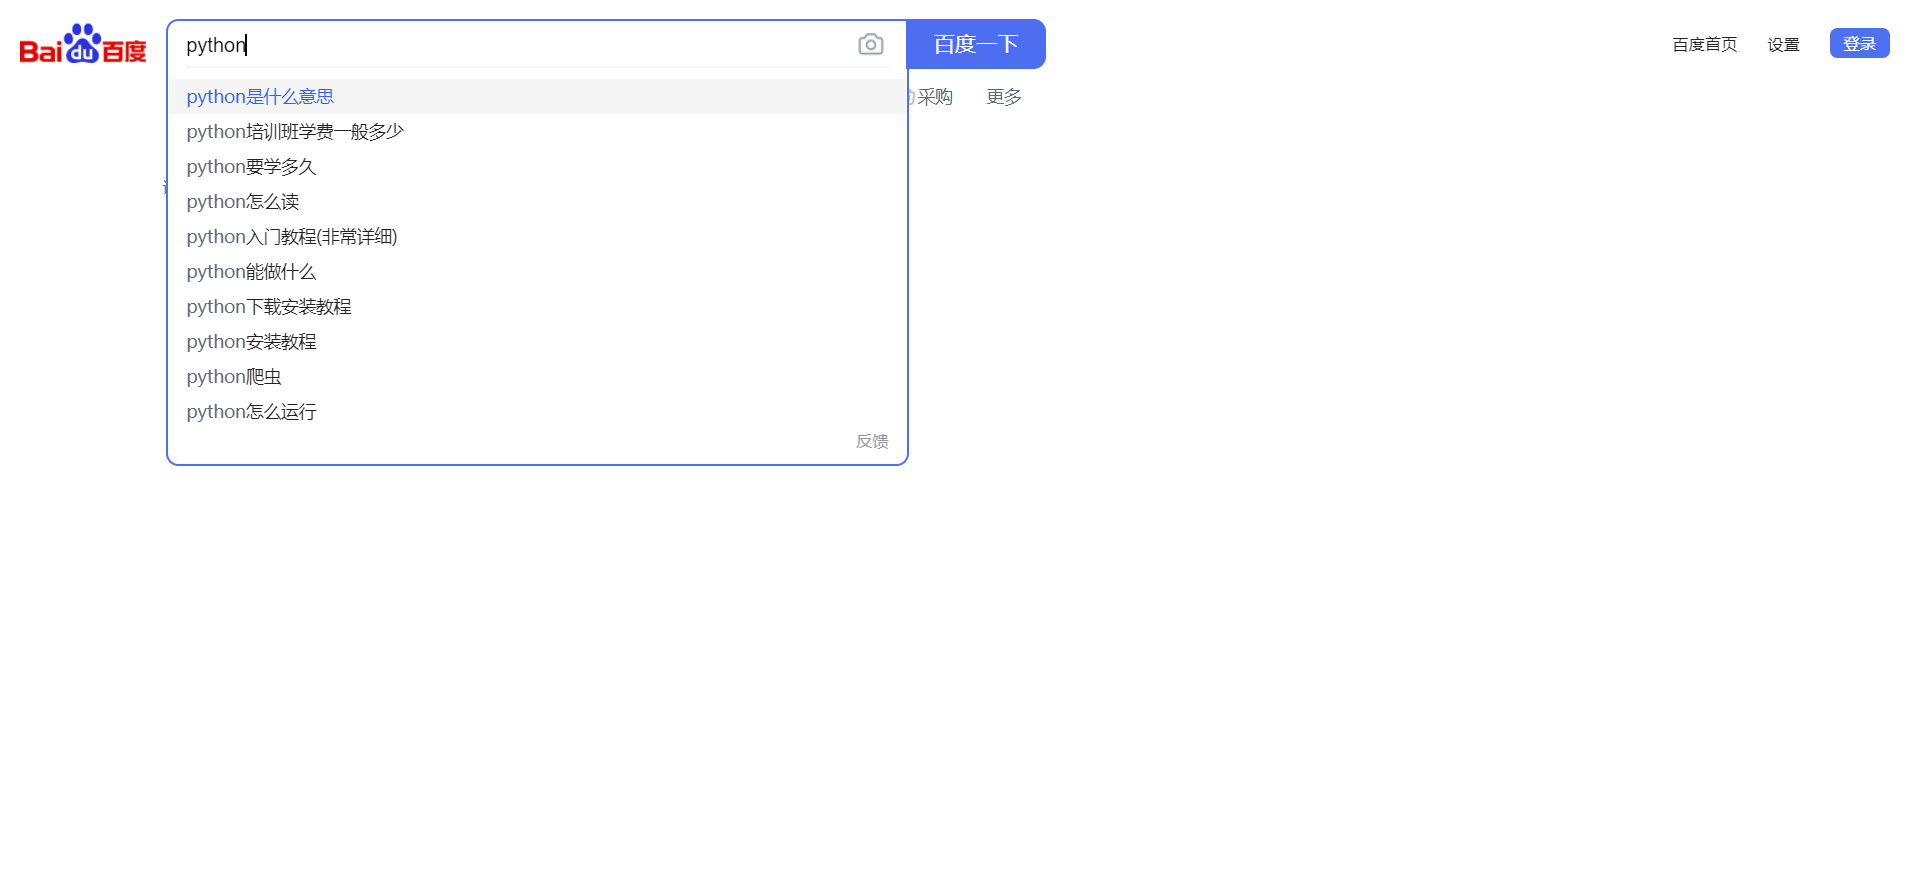 Baidu百度
python
百度一下
百度首页
设置
登录
采购
更多
python是什么意思
python培训班学费一般多少
python要学多久
python怎么读
python入门教程(非常详细)
python能做什么
python下载安装教程
python安装教程
python爬虫
python怎么运行
反馈